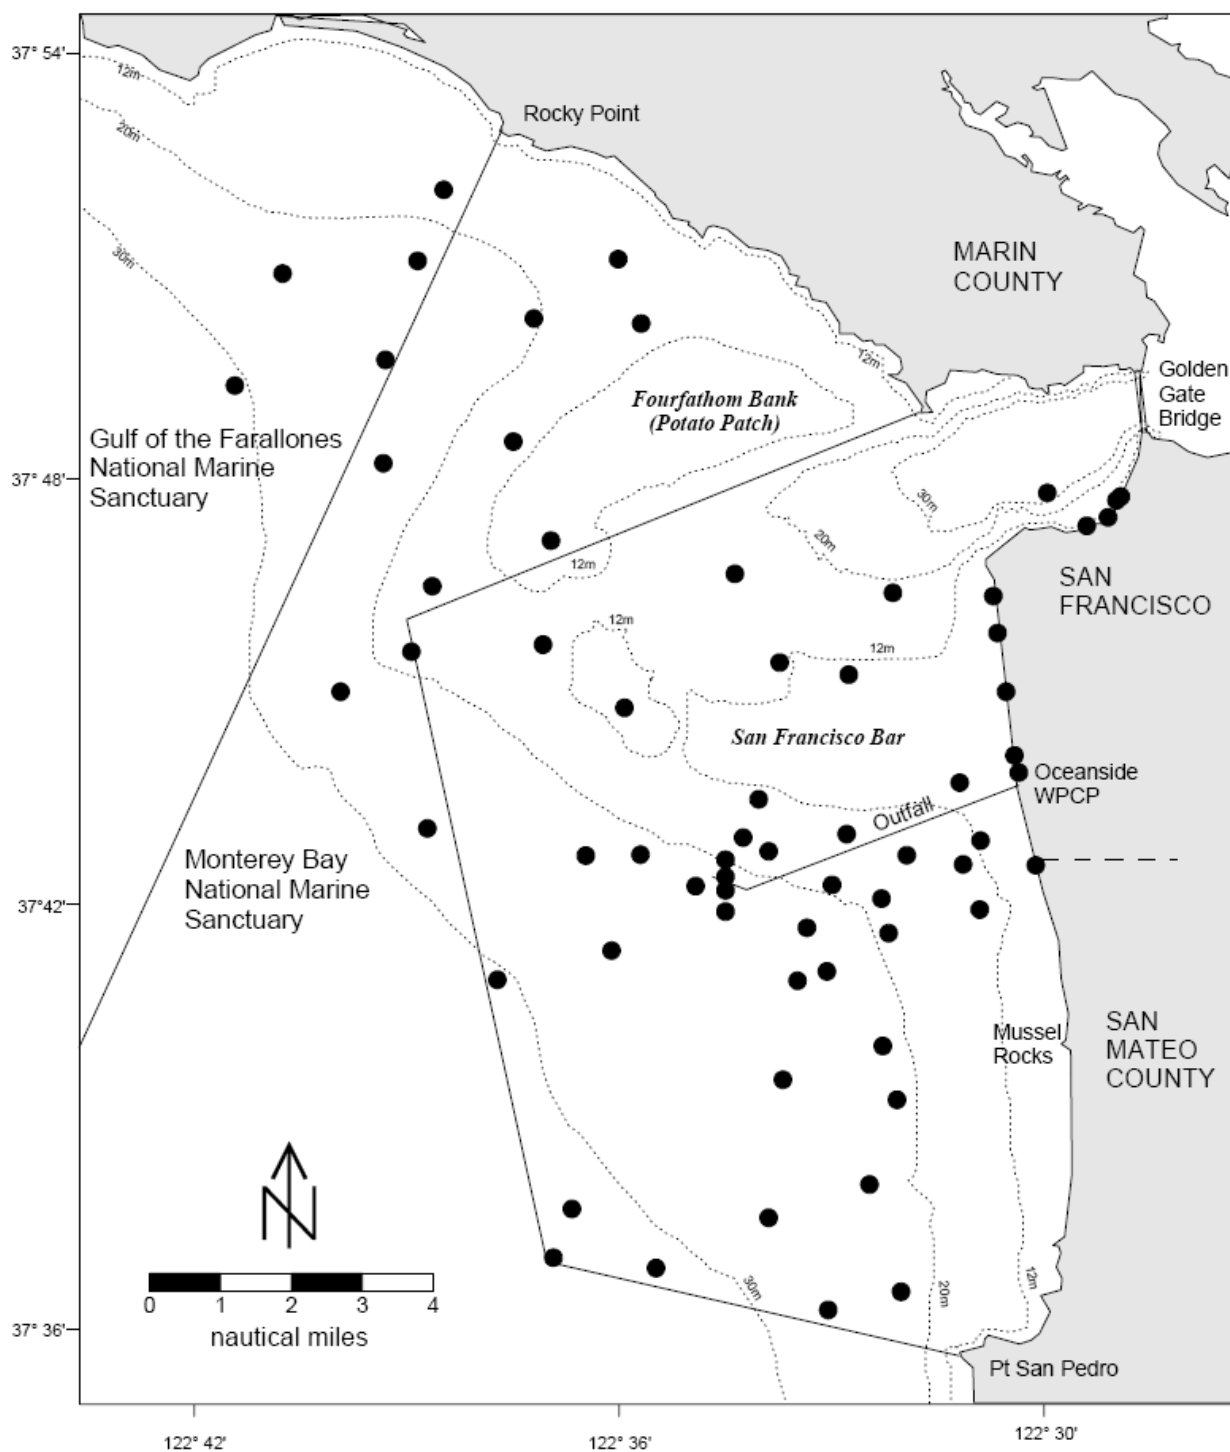 37° 54'
12m
Rocky Point
20m
30m
MARIN
COUNTY
12m
Golden
Gate
Bridge
Fourfathom Bank
(Potato Patch)
Gulf of the Farallones
National Marine
Sanctuary
37° 48'
30m
20m
12m
SAN
FRANCISCO
12m
12m
San Francisco Bar
Oceanside
WPCP
Outfall
Monterey Bay
National Marine
Sanctuary
37° 42'
Mussel
Rocks
SAN
MATEO
COUNTY
N
0 1 2 3 4
nautical miles
30m
20m
12m
37° 36'
Pt San Pedro
122° 42'
122° 36'
122° 30'